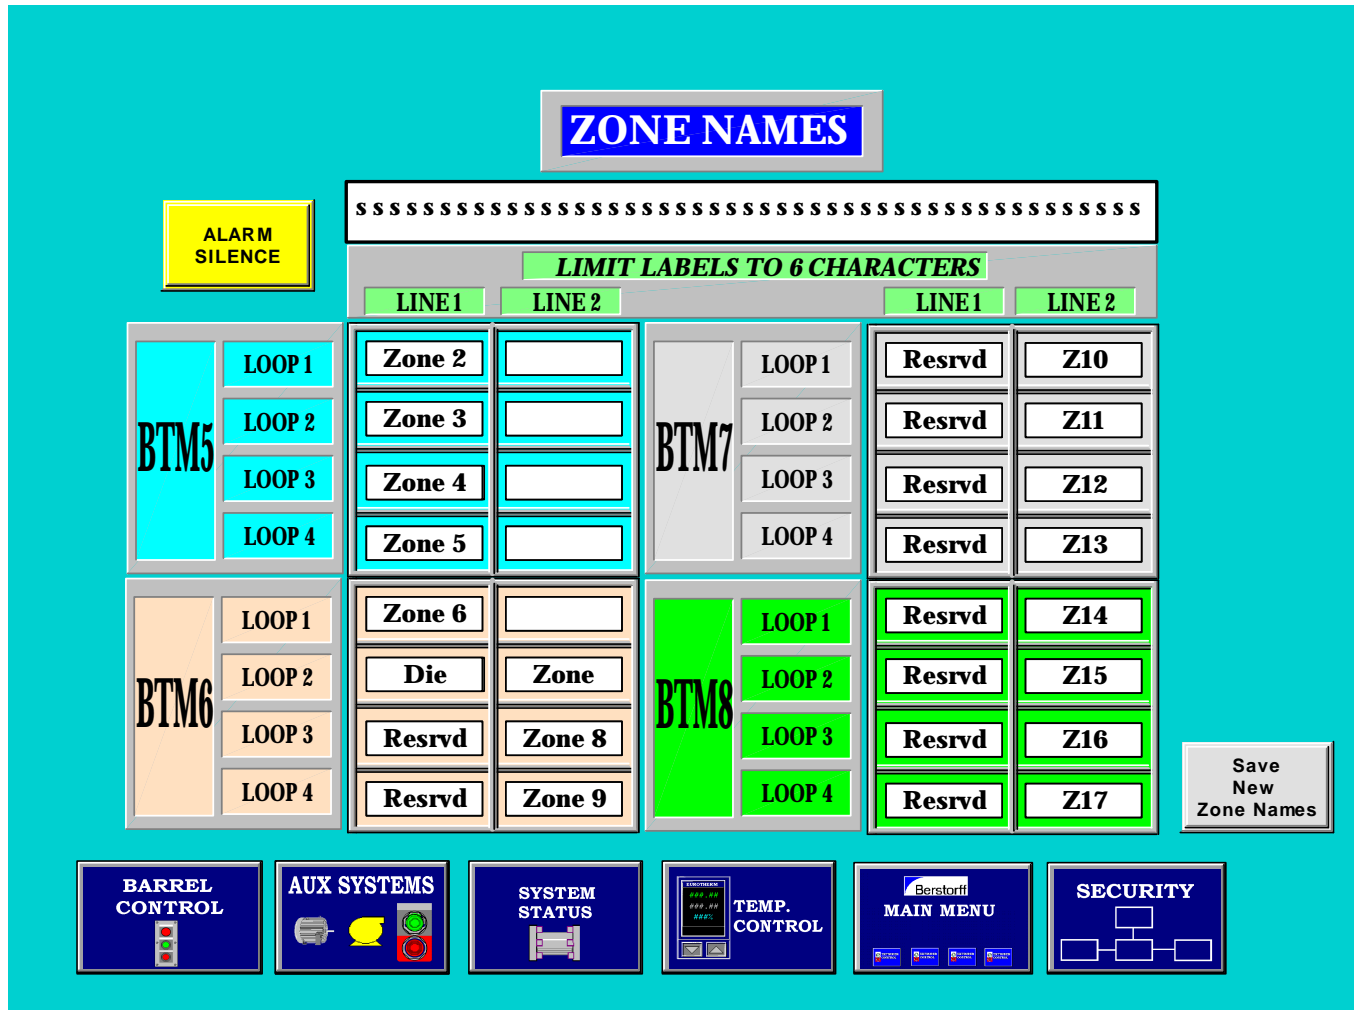 ZONE NAMES
s s s s s s s s s s s s s s s s s s s s s s s s s s s s s s s s s s s s s s s s s s s s s s s
ALARM
SILENCE
LIMIT LABELS TO 6 CHARACTERS
LINE 1 LINE 2 LINE 1 LINE 2
BTM5
LOOP 1 Zone 2
LOOP 2 Zone 3
LOOP 3 Zone 4
LOOP 4 Zone 5
BTM7
LOOP 1 Resrvd Z10
LOOP 2 Resrvd Z11
LOOP 3 Resrvd Z12
LOOP 4 Resrvd Z13
BTM6
LOOP 1 Zone 6
LOOP 2 Die Zone
LOOP 3 Resrvd Zone 8
LOOP 4 Resrvd Zone 9
BTM8
LOOP 1 Resrvd Z14
LOOP 2 Resrvd Z15
LOOP 3 Resrvd Z16
LOOP 4 Resrvd Z17
Save
New
Zone Names
BARREL
CONTROL
AUX SYSTEMS
SYSTEM
STATUS
EUROTHERM
###.##
###.##
###%
TEMP.
CONTROL
Berstorff
MAIN MENU
SECURITY